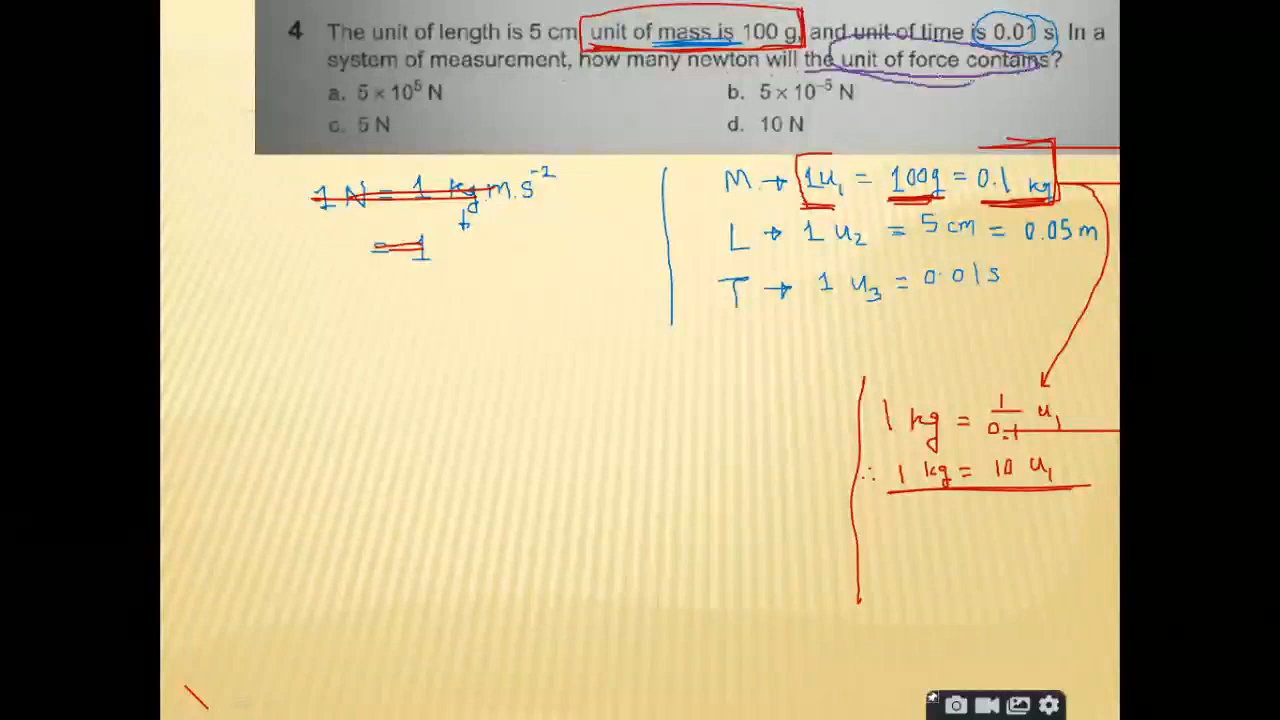 4 The unit of length is 5 cm, unit of mass is 100 g, and unit of time is 0.01 s. In a
system of measurement, how many newton will the unit of force contains?
a. 5 × 10⁵ N b. 5 × 10⁻⁵ N
c. 5 N d. 10 N
1 N = 1 kg m.s⁻²
= 1
M → 1u₁ = 100g = 0.1 kg
L → 1 u₂ = 5 cm = 0.05 m
T → 1 u₃ = 0.01s
1 kg = 1/0.1 u₁
∴ 1 kg = 10 u₁